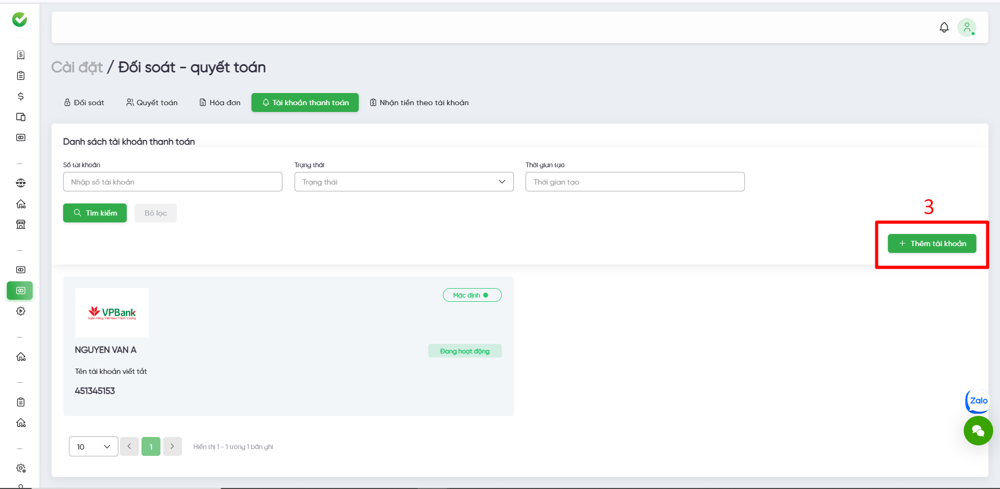 Cài đặt / Đối soát - quyết toán
Đối soát
Quyết toán
Hóa đơn
Tài khoản thanh toán
Nhận tiền theo tài khoản
Danh sách tài khoản thanh toán
Số tài khoản
Trạng thái
Thời gian tạo
Nhập số tài khoản
Trạng thái
Thời gian tạo
Tìm kiếm
Bỏ lọc
3
+ Thêm tài khoản
VPBank
Ngân Hàng Việt Nam Thịnh Vượng
Mặc định
NGUYEN VAN A
Đang hoạt động
Tên tài khoản viết tắt
451345153
Zalo
10
<
1
>
Hiển thị 1 - 1 trong 1 bản ghi